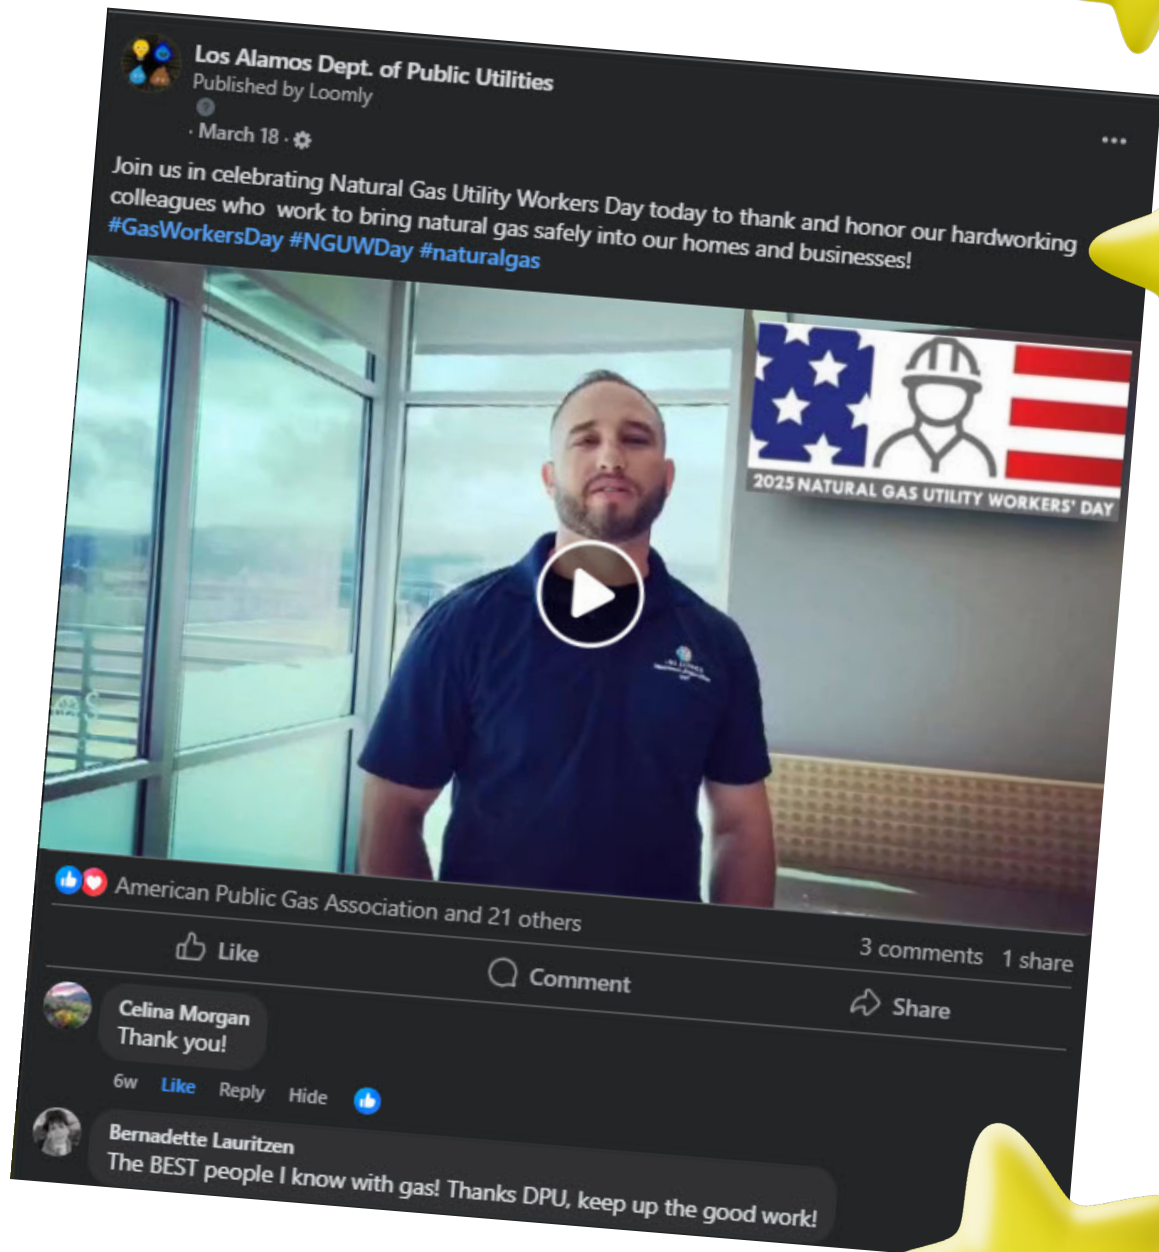 Los Alamos Dept. of Public Utilities
Published by Loomly
· March 18 ·
Join us in celebrating Natural Gas Utility Workers Day today to thank and honor our hardworking
colleagues who work to bring natural gas safely into our homes and businesses!
#GasWorkersDay #NGUWDay #naturalgas
2025 NATURAL GAS UTILITY WORKERS' DAY
American Public Gas Association and 21 others
3 comments 1 share
Like
Comment
Share
Celina Morgan
Thank you!
6w Like Reply Hide
Bernadette Lauritzen
The BEST people I know with gas! Thanks DPU, keep up the good work!